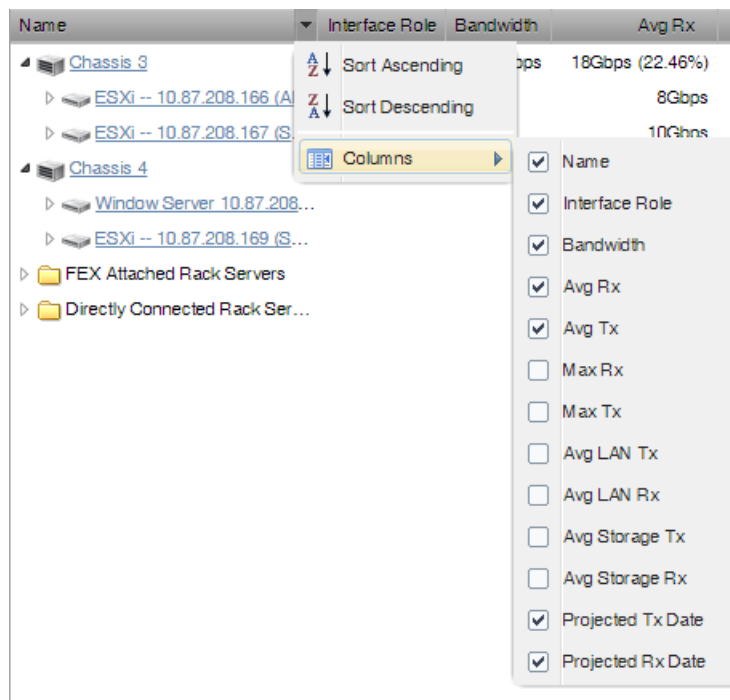 Name Interface Role Bandwidth Avg Rx
Chassis 3 18Gbps (22.46%)
ESXi -- 10.87.208.166 (A 8Gbps
ESXi -- 10.87.208.167 (S. 10Gbps
Chassis 4
Window Server 10.87.208...
ESXi -- 10.87.208.169 (S...
FEX Attached Rack Servers
Directly Connected Rack Ser...
Sort Ascending
Sort Descending
Columns
Name
Interface Role
Bandwidth
Avg Rx
Avg Tx
Max Rx
Max Tx
Avg LAN Tx
Avg LAN Rx
Avg Storage Tx
Avg Storage Rx
Projected Tx Date
Projected Rx Date